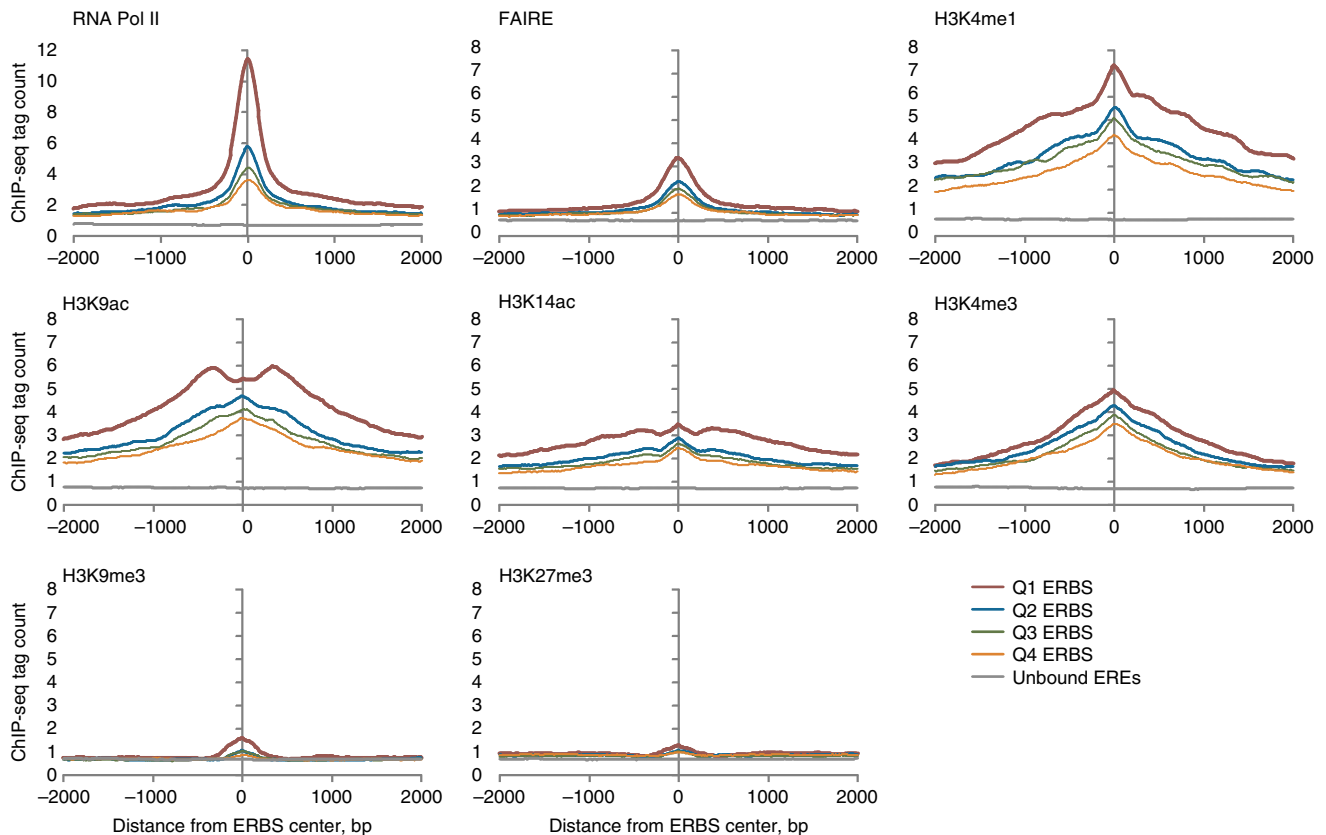 RNA Pol II
FAIRE
H3K4me1
ChIP-seq tag count
12
10
8
6
4
2
0
8
7
6
5
4
3
2
1
0
8
7
6
5
4
3
2
1
0
–2000 –1000 0 1000 2000
–2000 –1000 0 1000 2000
–2000 –1000 0 1000 2000
H3K9ac
H3K14ac
H3K4me3
ChIP-seq tag count
8
7
6
5
4
3
2
1
0
8
7
6
5
4
3
2
1
0
8
7
6
5
4
3
2
1
0
–2000 –1000 0 1000 2000
–2000 –1000 0 1000 2000
–2000 –1000 0 1000 2000
H3K9me3
H3K27me3
ChIP-seq tag count
8
7
6
5
4
3
2
1
0
8
7
6
5
4
3
2
1
0
–2000 –1000 0 1000 2000
–2000 –1000 0 1000 2000
Distance from ERBS center, bp
Distance from ERBS center, bp
Q1 ERBS
Q2 ERBS
Q3 ERBS
Q4 ERBS
Unbound EREs